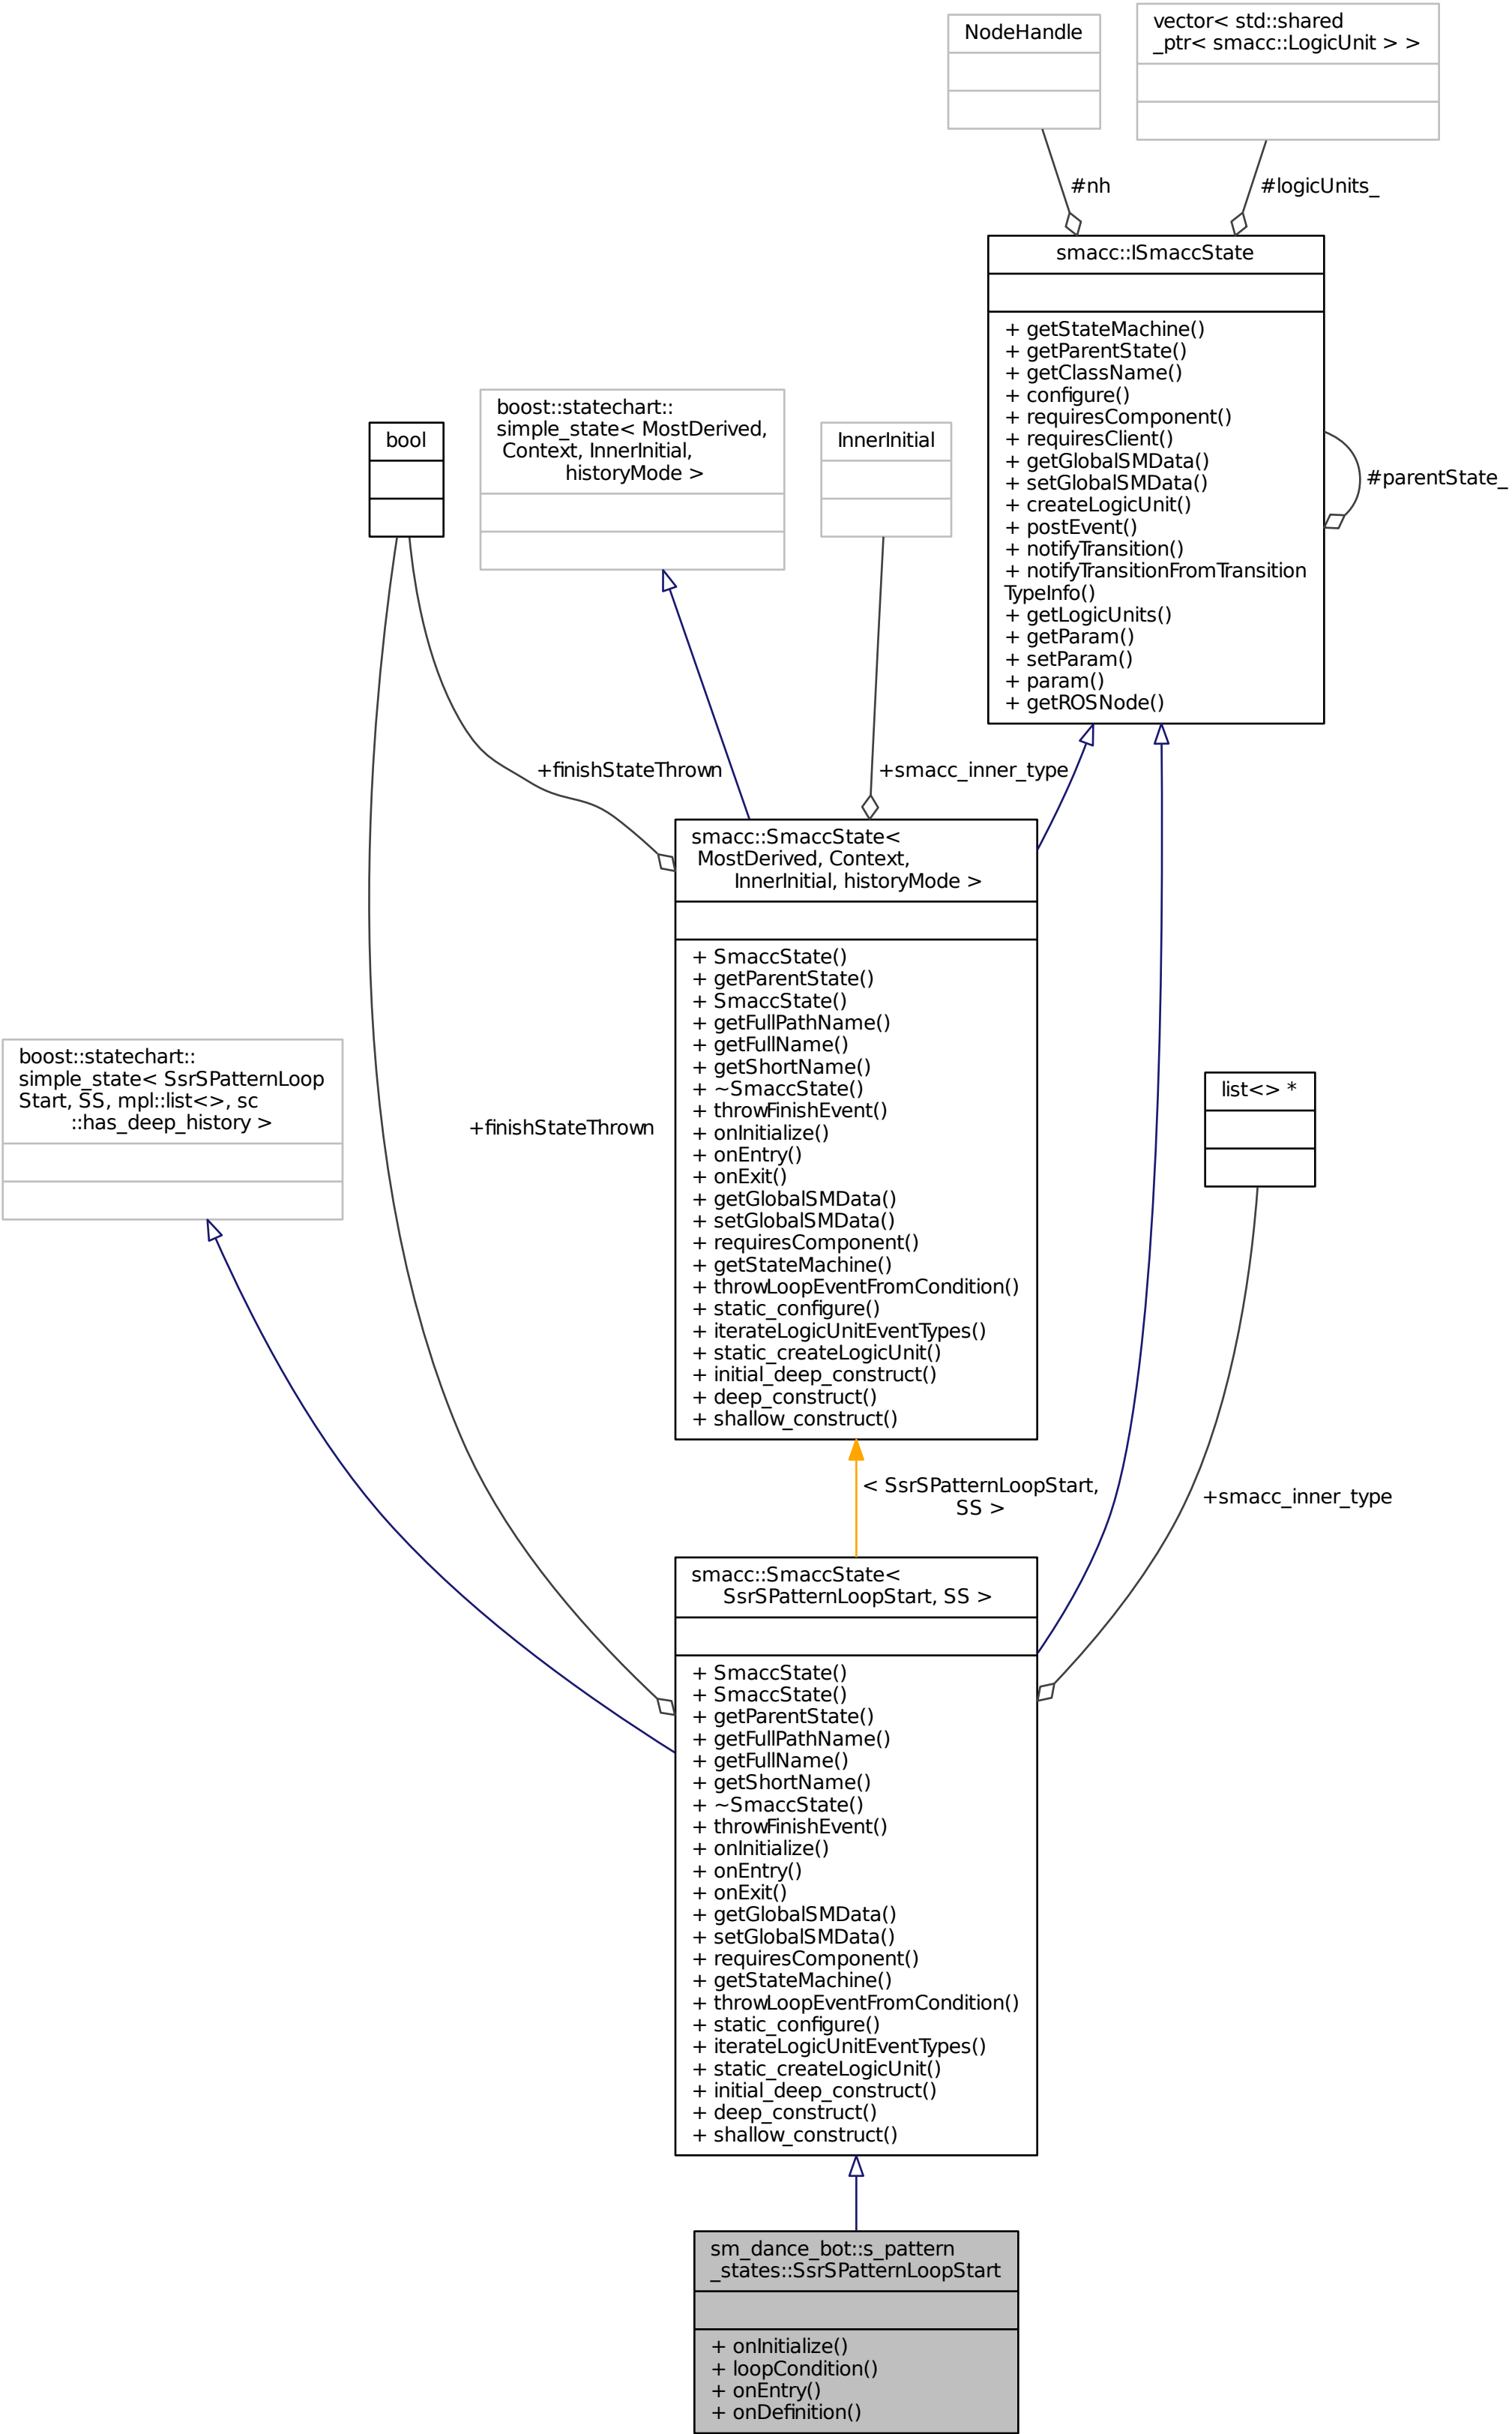 NodeHandle
vector< std::shared
_ptr< smacc::LogicUnit > >
#nh
#logicUnits_
smacc::ISmaccState
+ getStateMachine()
+ getParentState()
+ getClassName()
+ configure()
+ requiresComponent()
+ requiresClient()
+ getGlobalSMData()
+ setGlobalSMData()
+ createLogicUnit()
+ postEvent()
+ notifyTransition()
+ notifyTransitionFromTransition
TypeInfo()
+ getLogicUnits()
+ getParam()
+ setParam()
+ param()
+ getROSNode()
#parentState_
bool
boost::statechart::
simple_state< MostDerived,
Context, InnerInitial,
historyMode >
InnerInitial
+finishStateThrown
+smacc_inner_type
smacc::SmaccState<
MostDerived, Context,
InnerInitial, historyMode >
+ SmaccState()
+ getParentState()
+ SmaccState()
+ getFullPathName()
+ getFullName()
+ getShortName()
+ ~SmaccState()
+ throwFinishEvent()
+ onInitialize()
+ onEntry()
+ onExit()
+ getGlobalSMData()
+ setGlobalSMData()
+ requiresComponent()
+ getStateMachine()
+ throwLoopEventFromCondition()
+ static_configure()
+ iterateLogicUnitEventTypes()
+ static_createLogicUnit()
+ initial_deep_construct()
+ deep_construct()
+ shallow_construct()
boost::statechart::
simple_state< SsrSPatternLoop
Start, SS, mpl::list<>, sc
::has_deep_history >
+finishStateThrown
list<> *
< SsrSPatternLoopStart,
SS >
+smacc_inner_type
smacc::SmaccState<
SsrSPatternLoopStart, SS >
+ SmaccState()
+ SmaccState()
+ getParentState()
+ getFullPathName()
+ getFullName()
+ getShortName()
+ ~SmaccState()
+ throwFinishEvent()
+ onInitialize()
+ onEntry()
+ onExit()
+ getGlobalSMData()
+ setGlobalSMData()
+ requiresComponent()
+ getStateMachine()
+ throwLoopEventFromCondition()
+ static_configure()
+ iterateLogicUnitEventTypes()
+ static_createLogicUnit()
+ initial_deep_construct()
+ deep_construct()
+ shallow_construct()
sm_dance_bot::s_pattern
_states::SsrSPatternLoopStart
+ onInitialize()
+ loopCondition()
+ onEntry()
+ onDefinition()